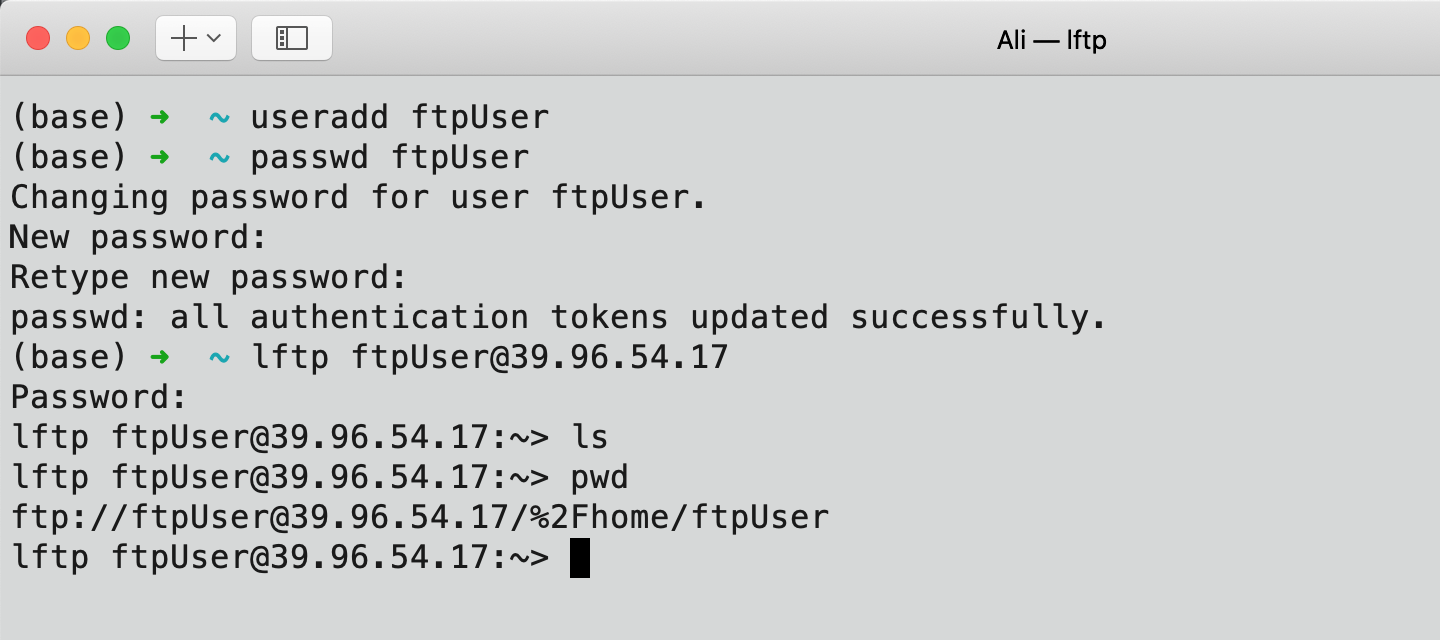 Ali — lftp
(base) ➜  ~ useradd ftpUser
(base) ➜  ~ passwd ftpUser
Changing password for user ftpUser.
New password:
Retype new password:
passwd: all authentication tokens updated successfully.
(base) ➜  ~ lftp ftpUser@39.96.54.17
Password:
lftp ftpUser@39.96.54.17:~> ls
lftp ftpUser@39.96.54.17:~> pwd
ftp://ftpUser@39.96.54.17/%2Fhome/ftpUser
lftp ftpUser@39.96.54.17:~>